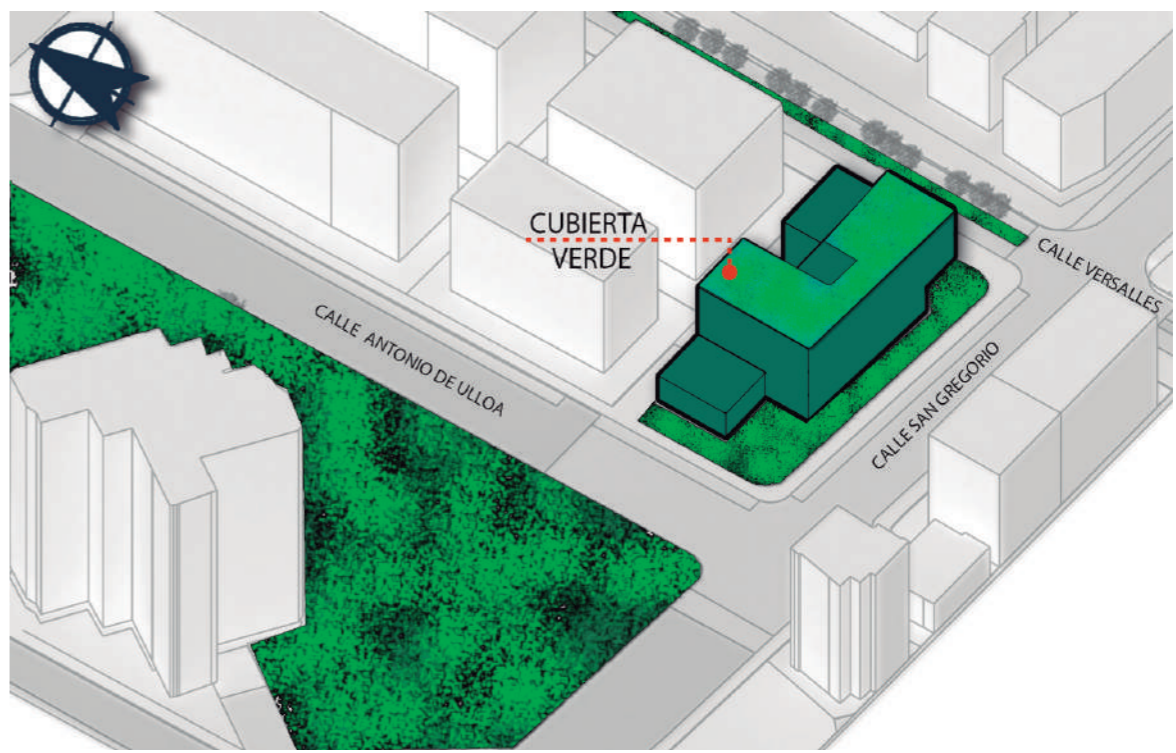 CUBIERTA
VERDE
CALLE VERSALLES
CALLE ANTONIO DE ULLOA
CALLE SAN GREGORIO